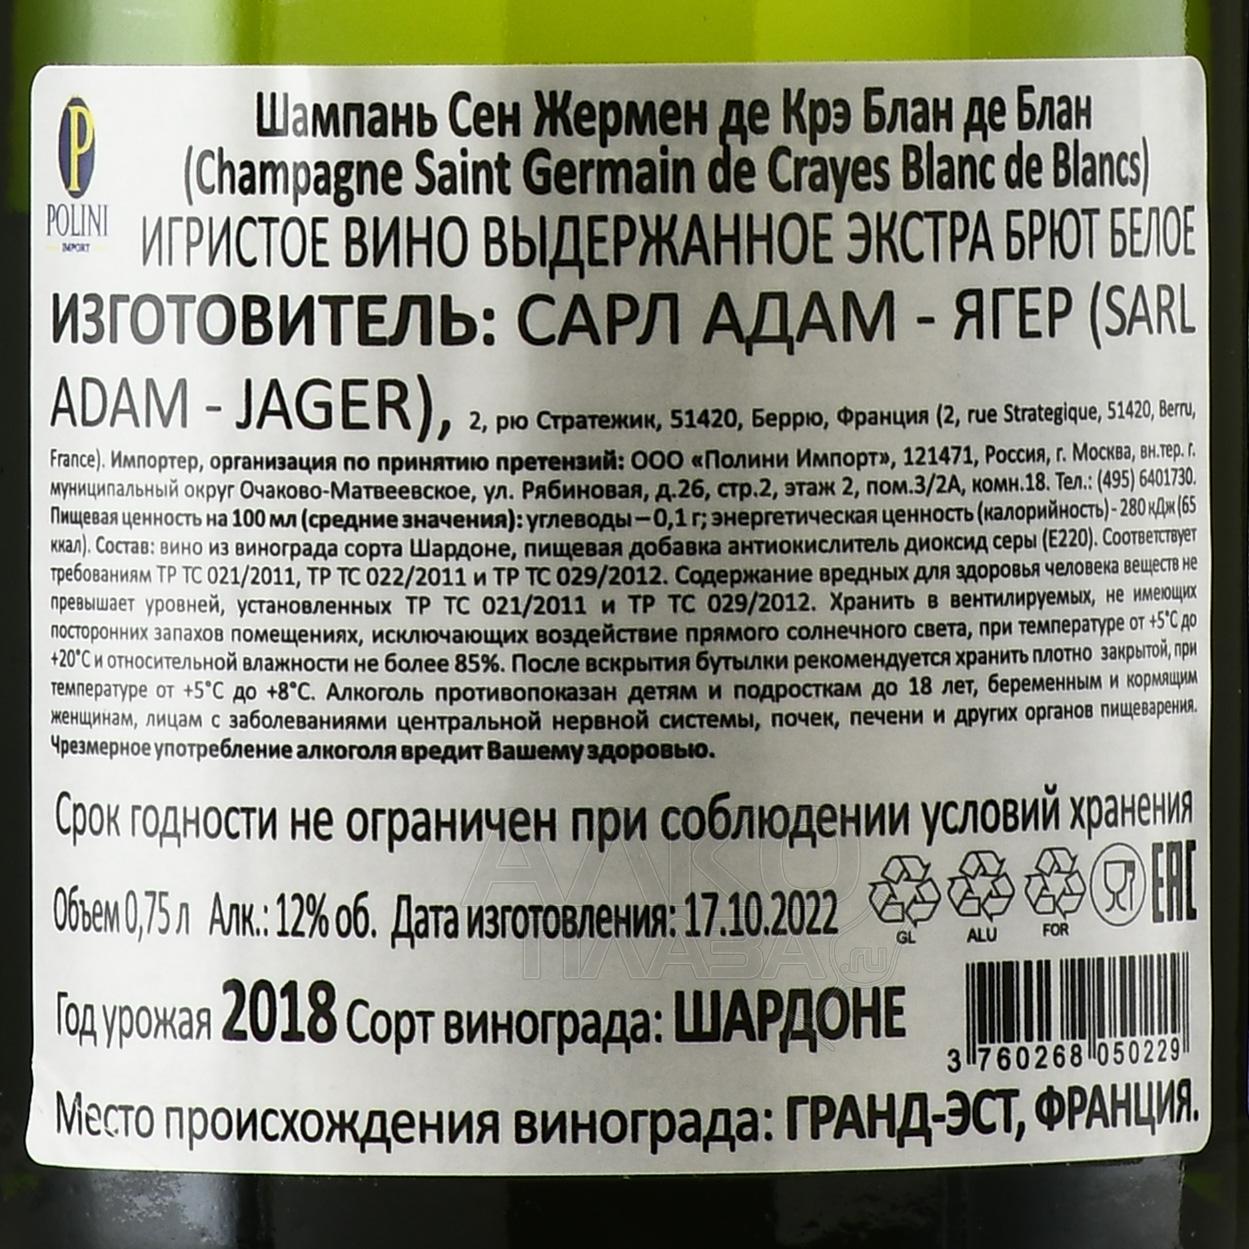 Шампань Сен Жермен де Крэ Блан де Блан
(Champagne Saint Germain de Crayes Blanc de Blancs)
P
POLINI
IMPORT
ИГРИСТОЕ ВИНО ВЫДЕРЖАННОЕ ЭКСТРА БРЮТ БЕЛОЕ
ИЗГОТОВИТЕЛЬ: САРЛ АДАМ - ЯГЕР (SARL
ADAM - JAGER), 2, рю Стратежик, 51420, Беррю, Франция (2, rue Strategique, 51420, Berru,
France). Импортер, организация по принятию претензий: ООО «Полини Импорт», 121471, Россия, г. Москва, вн.тер. г.
муниципальный округ Очаково-Матвеевское, ул. Рябиновая, д.26, стр.2, этаж 2, пом.3/2А, комн.18. Тел.: (495) 6401730.
Пищевая ценность на 100 мл (средние значения): углеводы – 0,1 г; энергетическая ценность (калорийность) - 280 кДж (65
ккал). Состав: вино из винограда сорта Шардоне, пищевая добавка антиокислитель диоксид серы (Е220). Соответствует
требованиям ТР ТС 021/2011, ТР ТС 022/2011 и ТР ТС 029/2012. Содержание вредных для здоровья человека веществ не
превышает уровней, установленных ТР ТС 021/2011 и ТР ТС 029/2012. Хранить в вентилируемых, не имеющих
посторонних запахов помещениях, исключающих воздействие прямого солнечного света, при температуре от +5°С до
+20°С и относительной влажности не более 85%. После вскрытия бутылки рекомендуется хранить плотно закрытой, при
температуре от +5°С до +8°С. Алкоголь противопоказан детям и подросткам до 18 лет, беременным и кормящим
женщинам, лицам с заболеваниями центральной нервной системы, почек, печени и других органов пищеварения.
Чрезмерное употребление алкоголя вредит Вашему здоровью.
Срок годности не ограничен при соблюдении условий хранения
Объем 0,75 л Алк.: 12% об. Дата изготовления: 17.10.2022
GL ALU FOR EAC
АЛКО
ПЛАЗА .ru
Год урожая 2018 Сорт винограда: ШАРДОНЕ
3 760268 050229
Место происхождения винограда: ГРАНД-ЭСТ, ФРАНЦИЯ.